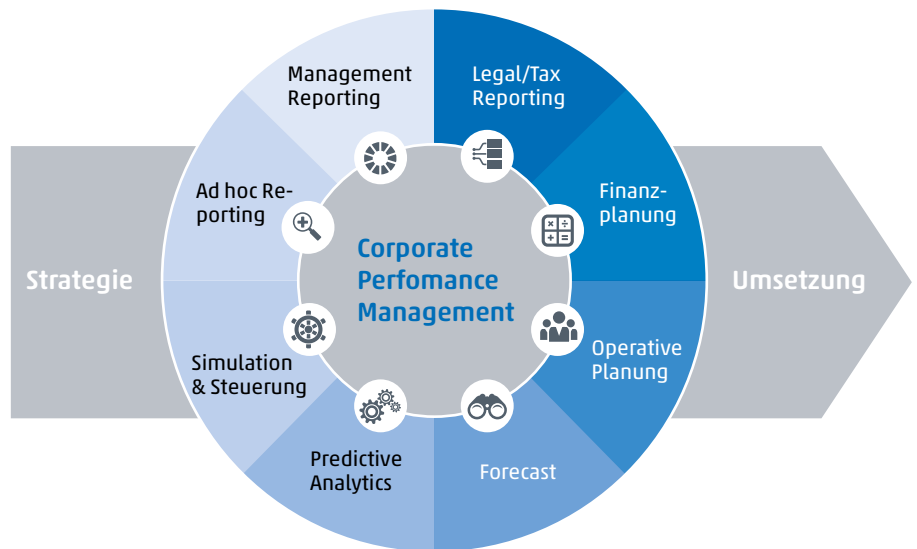 Management
Reporting
Legal/Tax
Reporting
Ad hoc Re-
porting
Finanz-
planung
Strategie
Corporate
Perfomance
Management
Umsetzung
Simulation
& Steuerung
Operative
Planung
Predictive
Analytics
Forecast